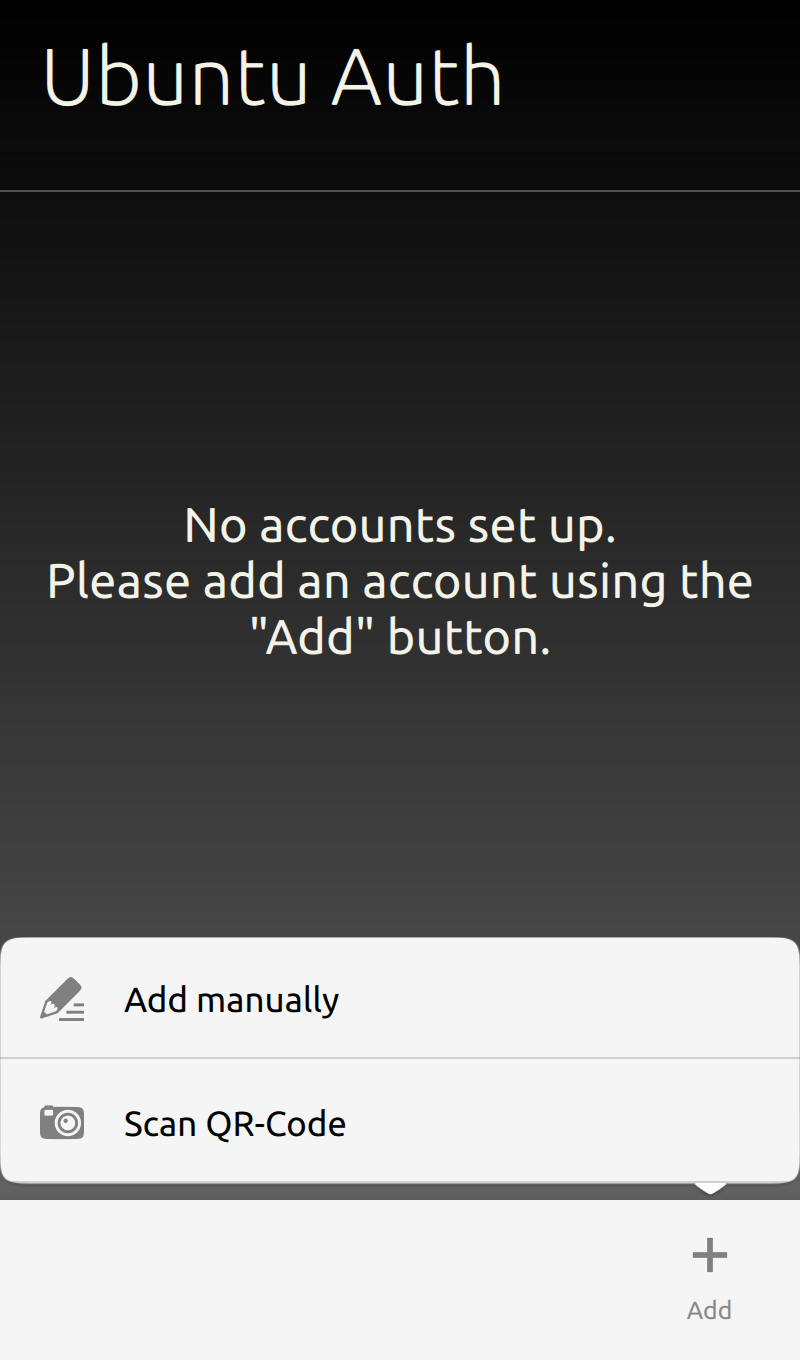 Ubuntu Auth
No accounts set up.
Please add an account using the
"Add" button.
Add manually
Scan QR-Code
Add